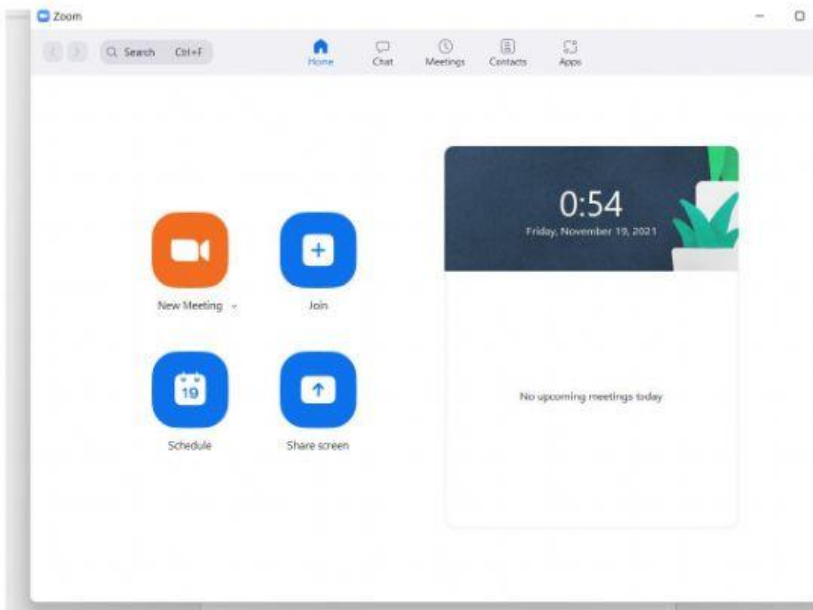 Zoom
Search Ctrl+F
Home
Chat
Meetings
Contacts
Apps
0:54
Friday, November 19, 2021
New Meeting
Join
19
Schedule
Share screen
No upcoming meetings today